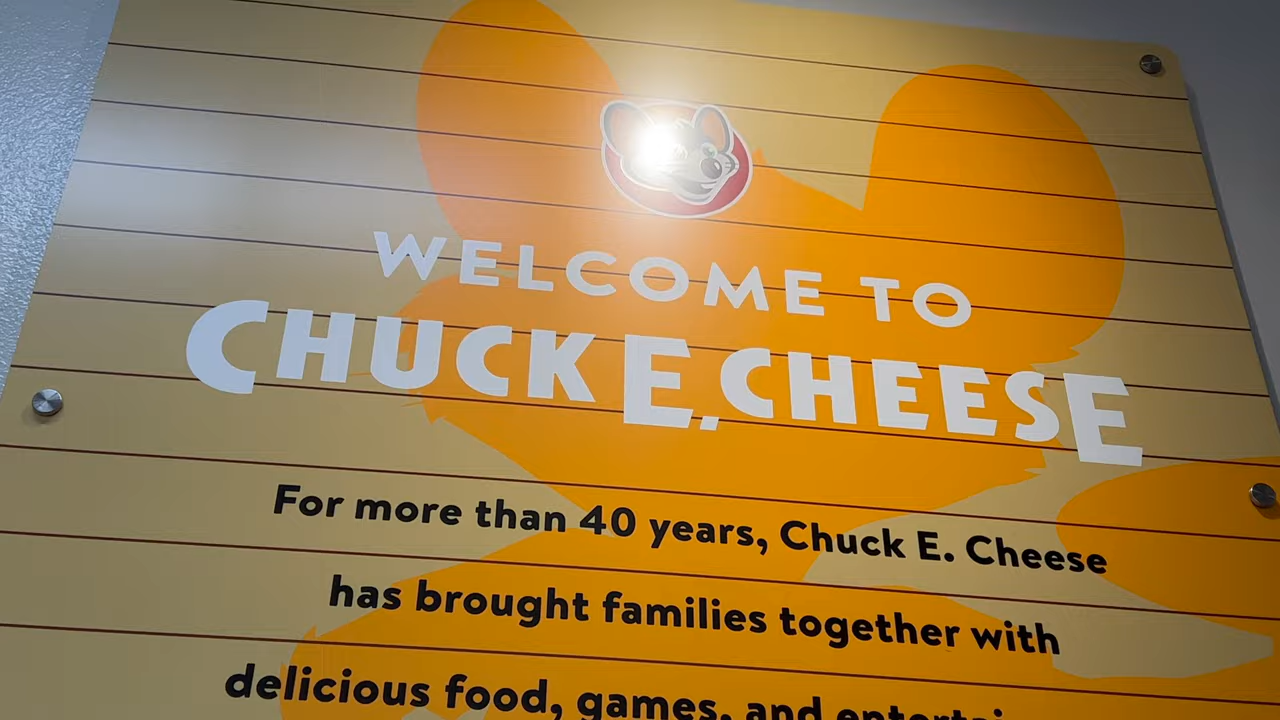 WELCOME TO
CHUCK E. CHEESE
For more than 40 years, Chuck E. Cheese
has brought families together with
delicious food, games, and